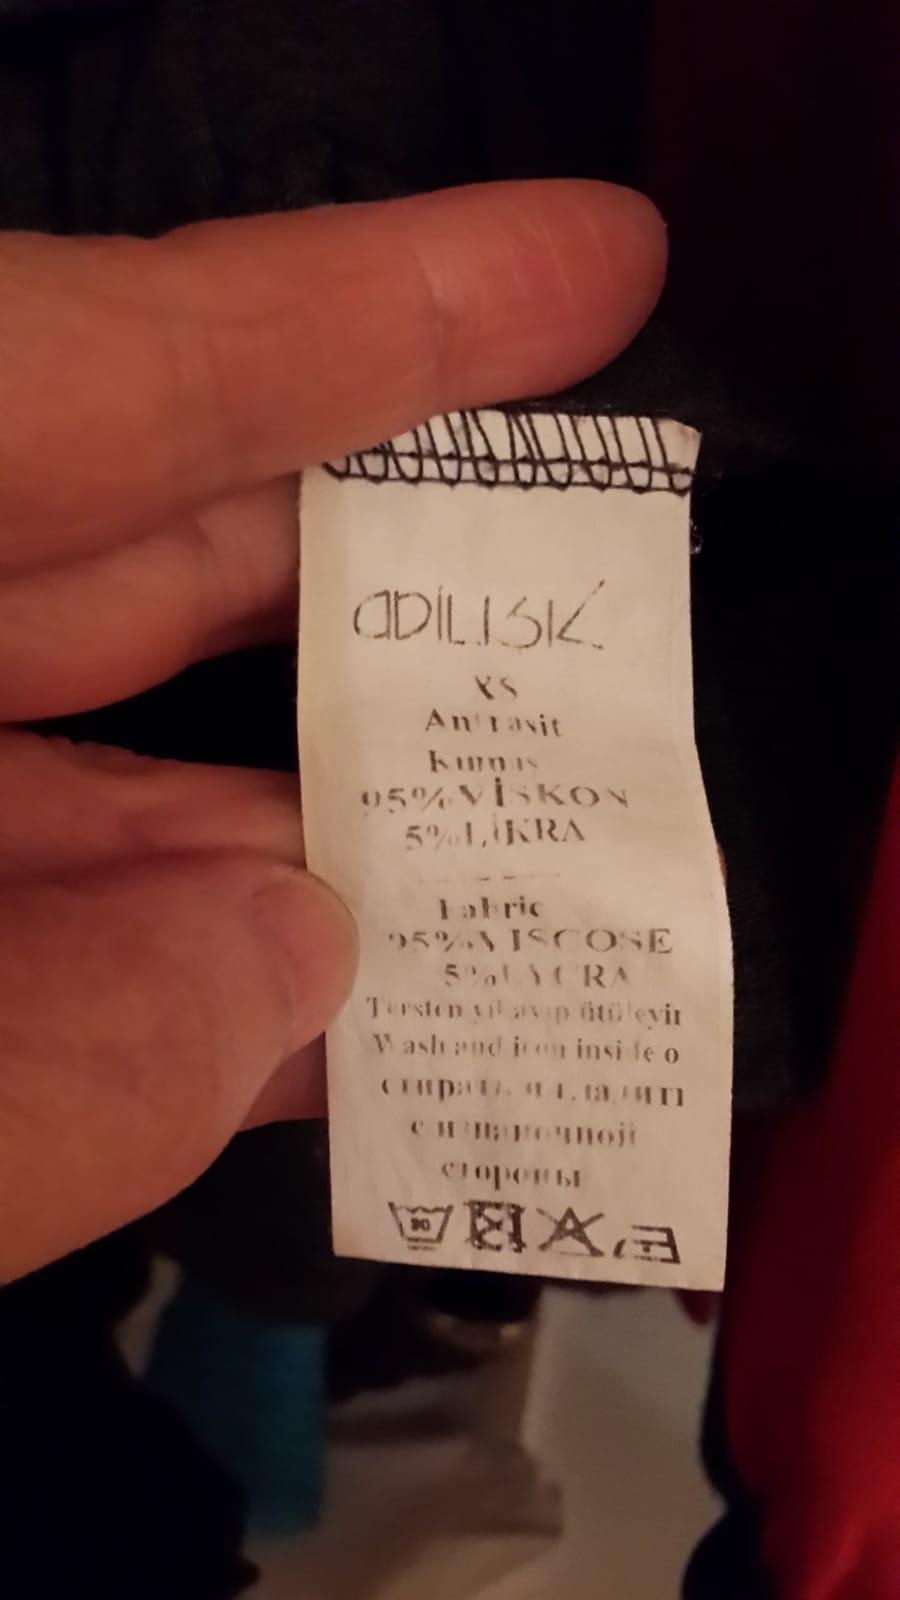 ADİLIŞIK
XS
Antrasit
Kumaş
95%VİSKON
5%LİKRA
Fabric
95%VISCOSE
5%LYCRA
Tersten yıkayıp ütüleyin
Wash and iron inside o
стирать и гладить
с изнаночной
стороны
30